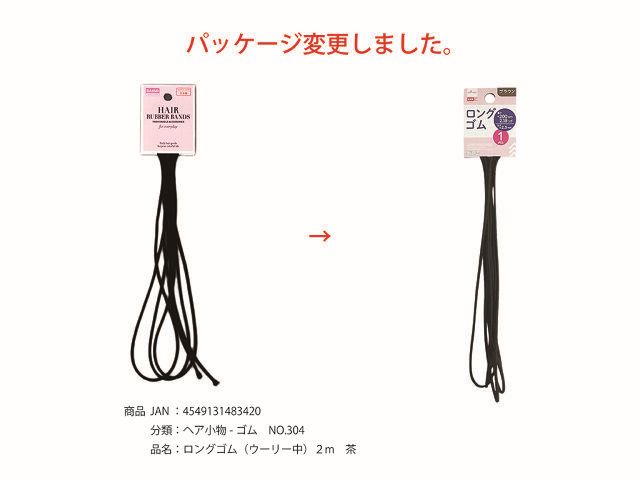 パッケージ変更しました。
HAIR
RUBBER BANDS
for everyday
ブラウン
ロング
ゴム
1
→
商品 JAN ：4549131483420
分類：ヘア小物 - ゴム　NO.304
品名：ロングゴム（ウーリー中）２ｍ　茶